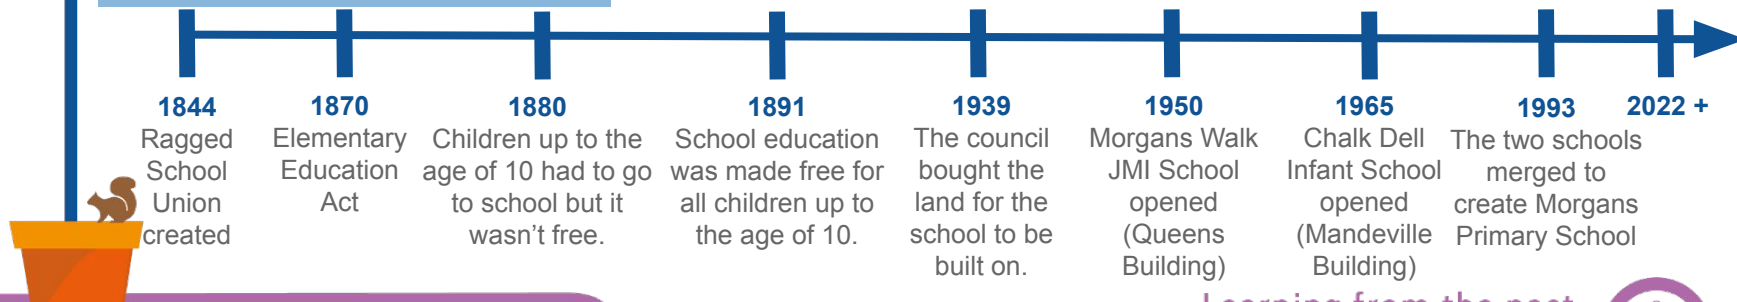 1844
Ragged
School
Union
created
1870
Elementary
Education
Act
1880
Children up to the
age of 10 had to go
to school but it
wasn’t free.
1891
School education
was made free for
all children up to
the age of 10.
1939
The council
bought the
land for the
school to be
built on.
1950
Morgans Walk
JMI School
opened
(Queens
Building)
1965
Chalk Dell
Infant School
opened
(Mandeville
Building)
1993
The two schools
merged to
create Morgans
Primary School
2022 +
Learning from the past